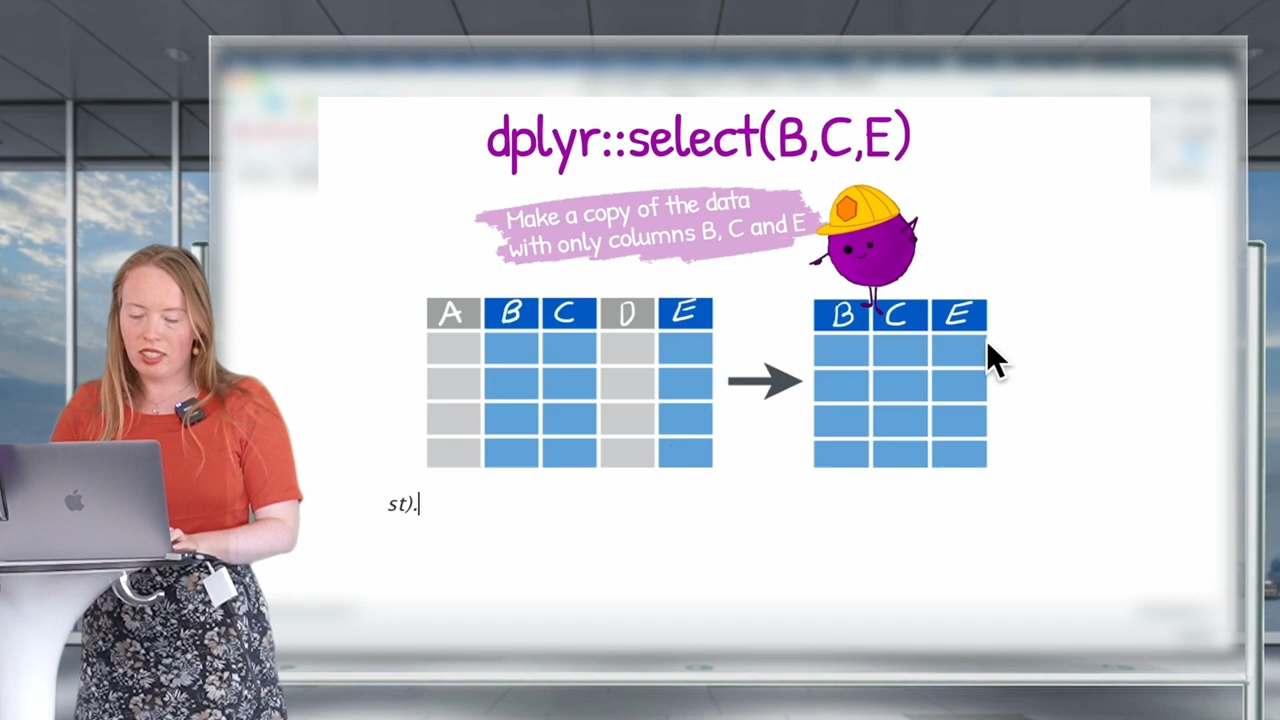 dplyr::select(B,C,E)
Make a copy of the data
with only columns B, C and E
A B C D E
B C E
st).